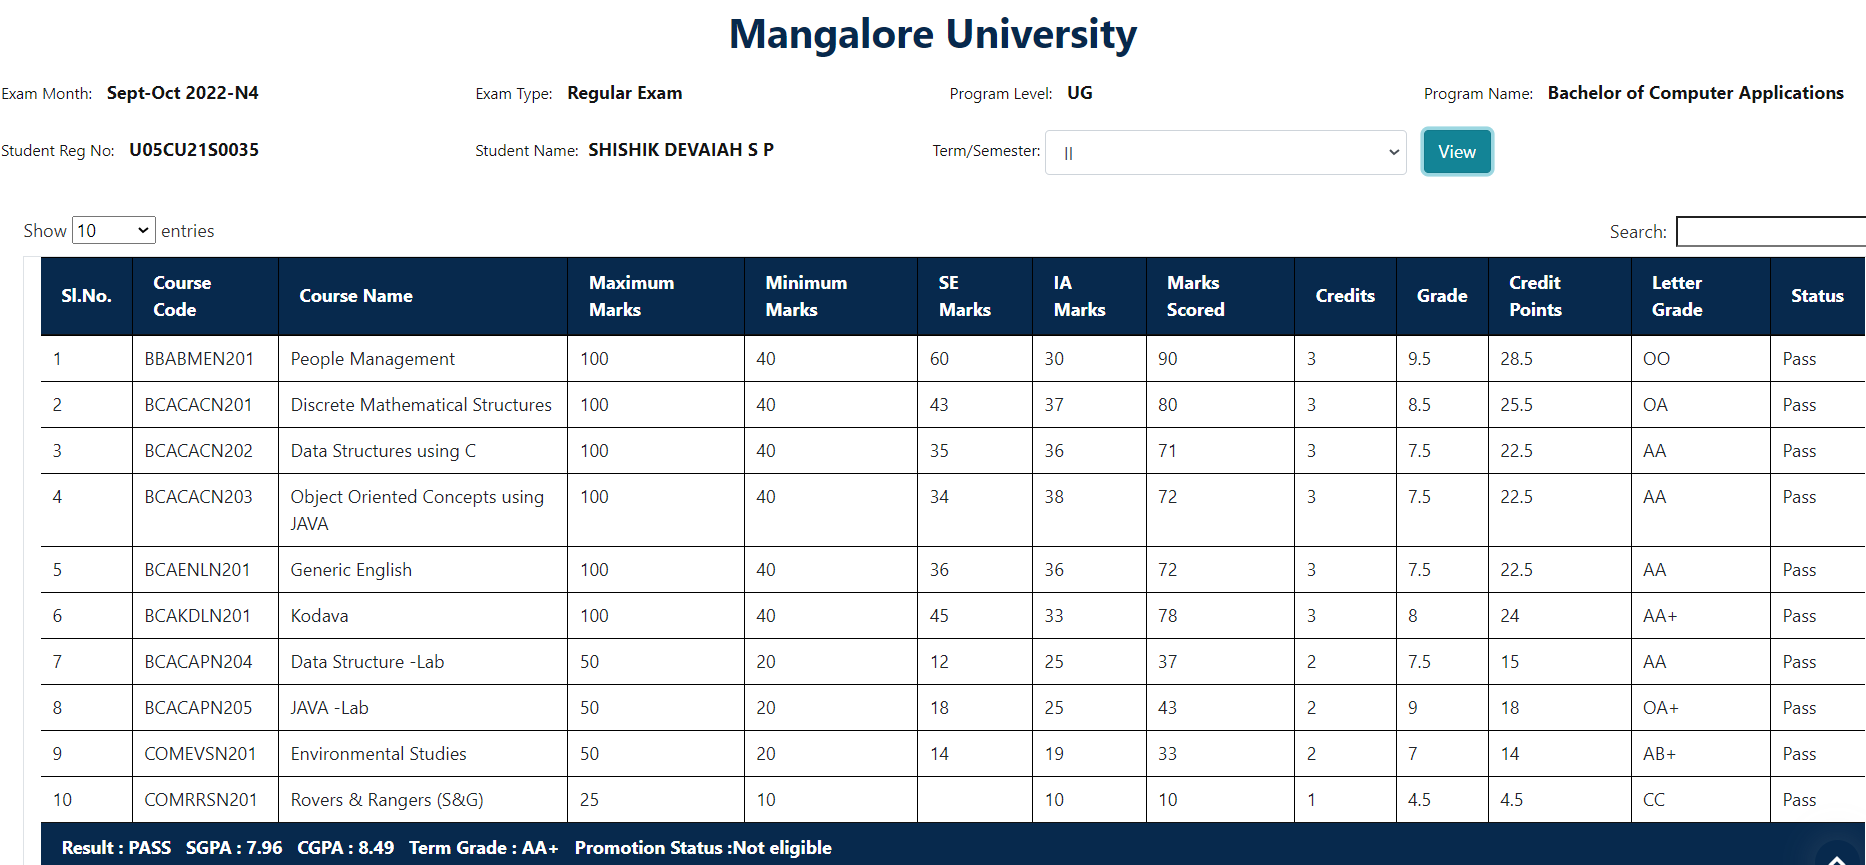 Mangalore University
Exam Month: Sept-Oct 2022-N4 Exam Type: Regular Exam Program Level: UG Program Name: Bachelor of Computer Applications
Student Reg No: U05CU21S0035 Student Name: SHISHIK DEVAIAH S P Term/Semester: II View
Show 10 entries Search:
Sl.No. Course Code Course Name Maximum Marks Minimum Marks SE Marks IA Marks Marks Scored Credits Grade Credit Points Letter Grade Status
1 BBABMEN201 People Management 100 40 60 30 90 3 9.5 28.5 OO Pass
2 BCACACN201 Discrete Mathematical Structures 100 40 43 37 80 3 8.5 25.5 OA Pass
3 BCACACN202 Data Structures using C 100 40 35 36 71 3 7.5 22.5 AA Pass
4 BCACACN203 Object Oriented Concepts using JAVA 100 40 34 38 72 3 7.5 22.5 AA Pass
5 BCAENLN201 Generic English 100 40 36 36 72 3 7.5 22.5 AA Pass
6 BCAKDLN201 Kodava 100 40 45 33 78 3 8 24 AA+ Pass
7 BCACAPN204 Data Structure -Lab 50 20 12 25 37 2 7.5 15 AA Pass
8 BCACAPN205 JAVA -Lab 50 20 18 25 43 2 9 18 OA+ Pass
9 COMEVSN201 Environmental Studies 50 20 14 19 33 2 7 14 AB+ Pass
10 COMRRSN201 Rovers & Rangers (S&G) 25 10 10 10 1 4.5 4.5 CC Pass
Result : PASS SGPA : 7.96 CGPA : 8.49 Term Grade : AA+ Promotion Status :Not eligible